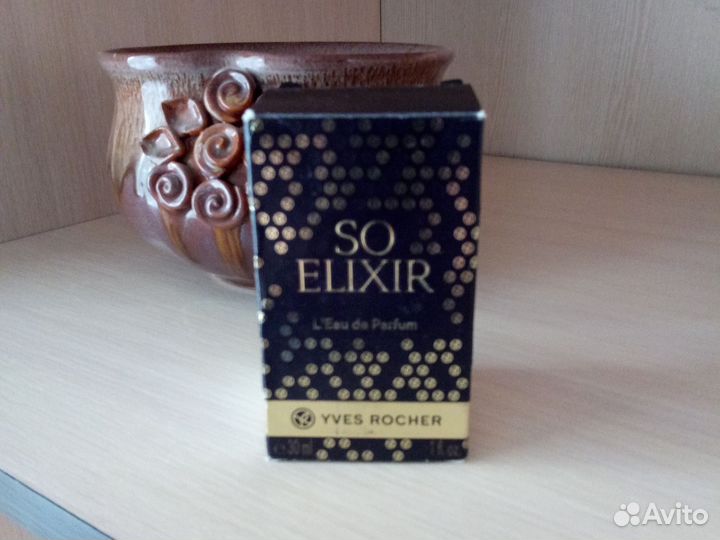 SO
ELIXIR
L'Eau de Parfum
YVES ROCHER
e 30 ml 1 fl.oz.
Avito